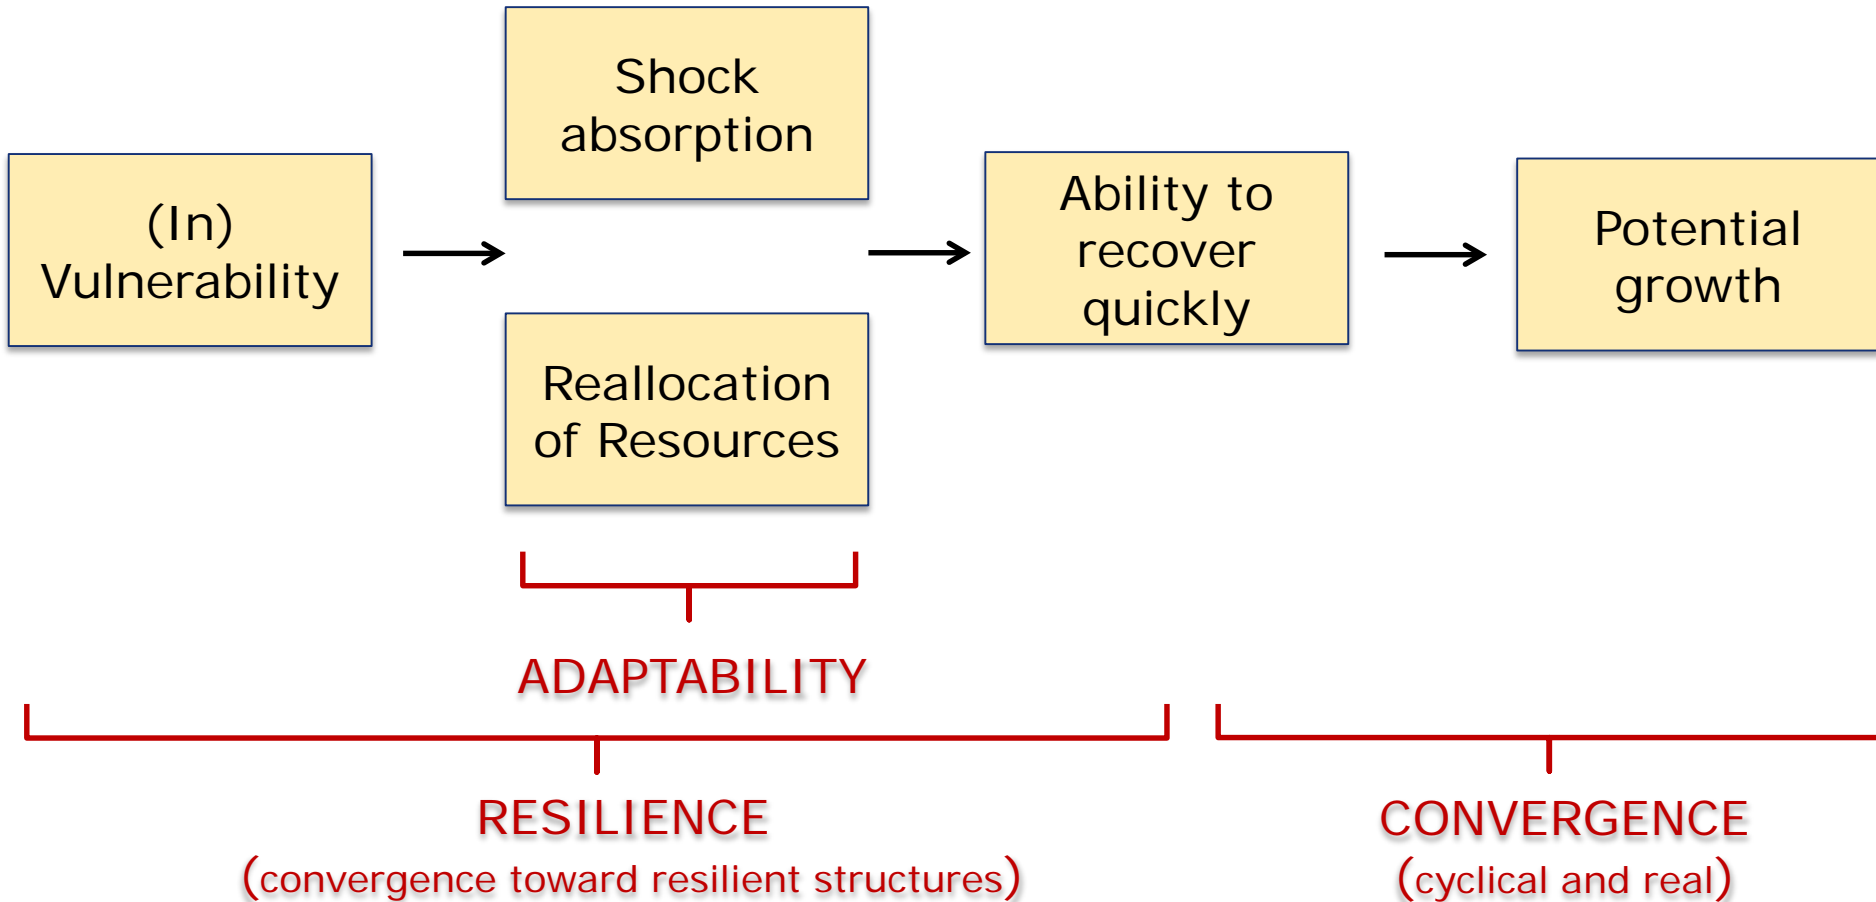 Shock
absorption
(In)
Vulnerability
Reallocation
of Resources
Ability to
recover
quickly
Potential
growth
ADAPTABILITY
RESILIENCE
(convergence toward resilient structures)
CONVERGENCE
(cyclical and real)